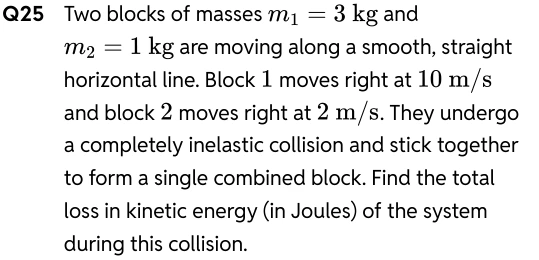 Q25 Two blocks of masses m₁ = 3 kg and
m₂ = 1 kg are moving along a smooth, straight
horizontal line. Block 1 moves right at 10 m/s
and block 2 moves right at 2 m/s. They undergo
a completely inelastic collision and stick together
to form a single combined block. Find the total
loss in kinetic energy (in Joules) of the system
during this collision.